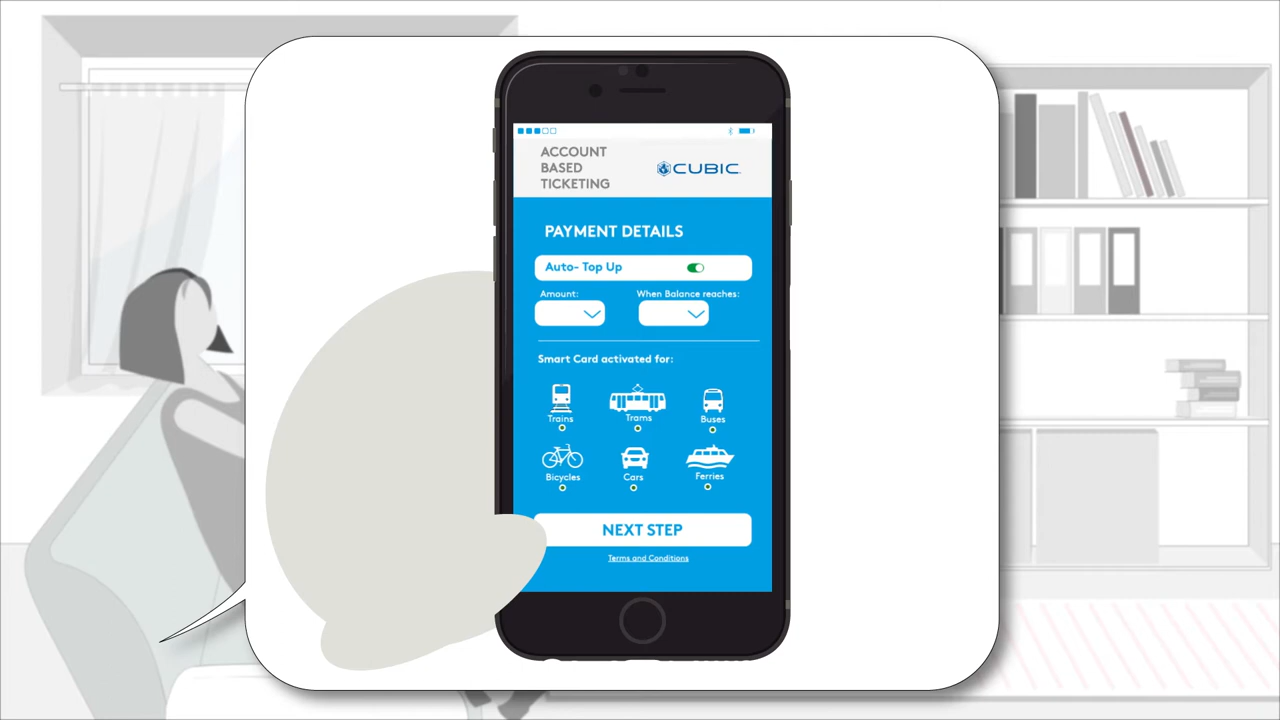 ACCOUNT
BASED
TICKETING
CUBIC
PAYMENT DETAILS
Auto- Top Up
Amount:
When Balance reaches:
Smart Card activated for:
Trains
Trams
Buses
Bicycles
Cars
Ferries
NEXT STEP
Terms and Conditions